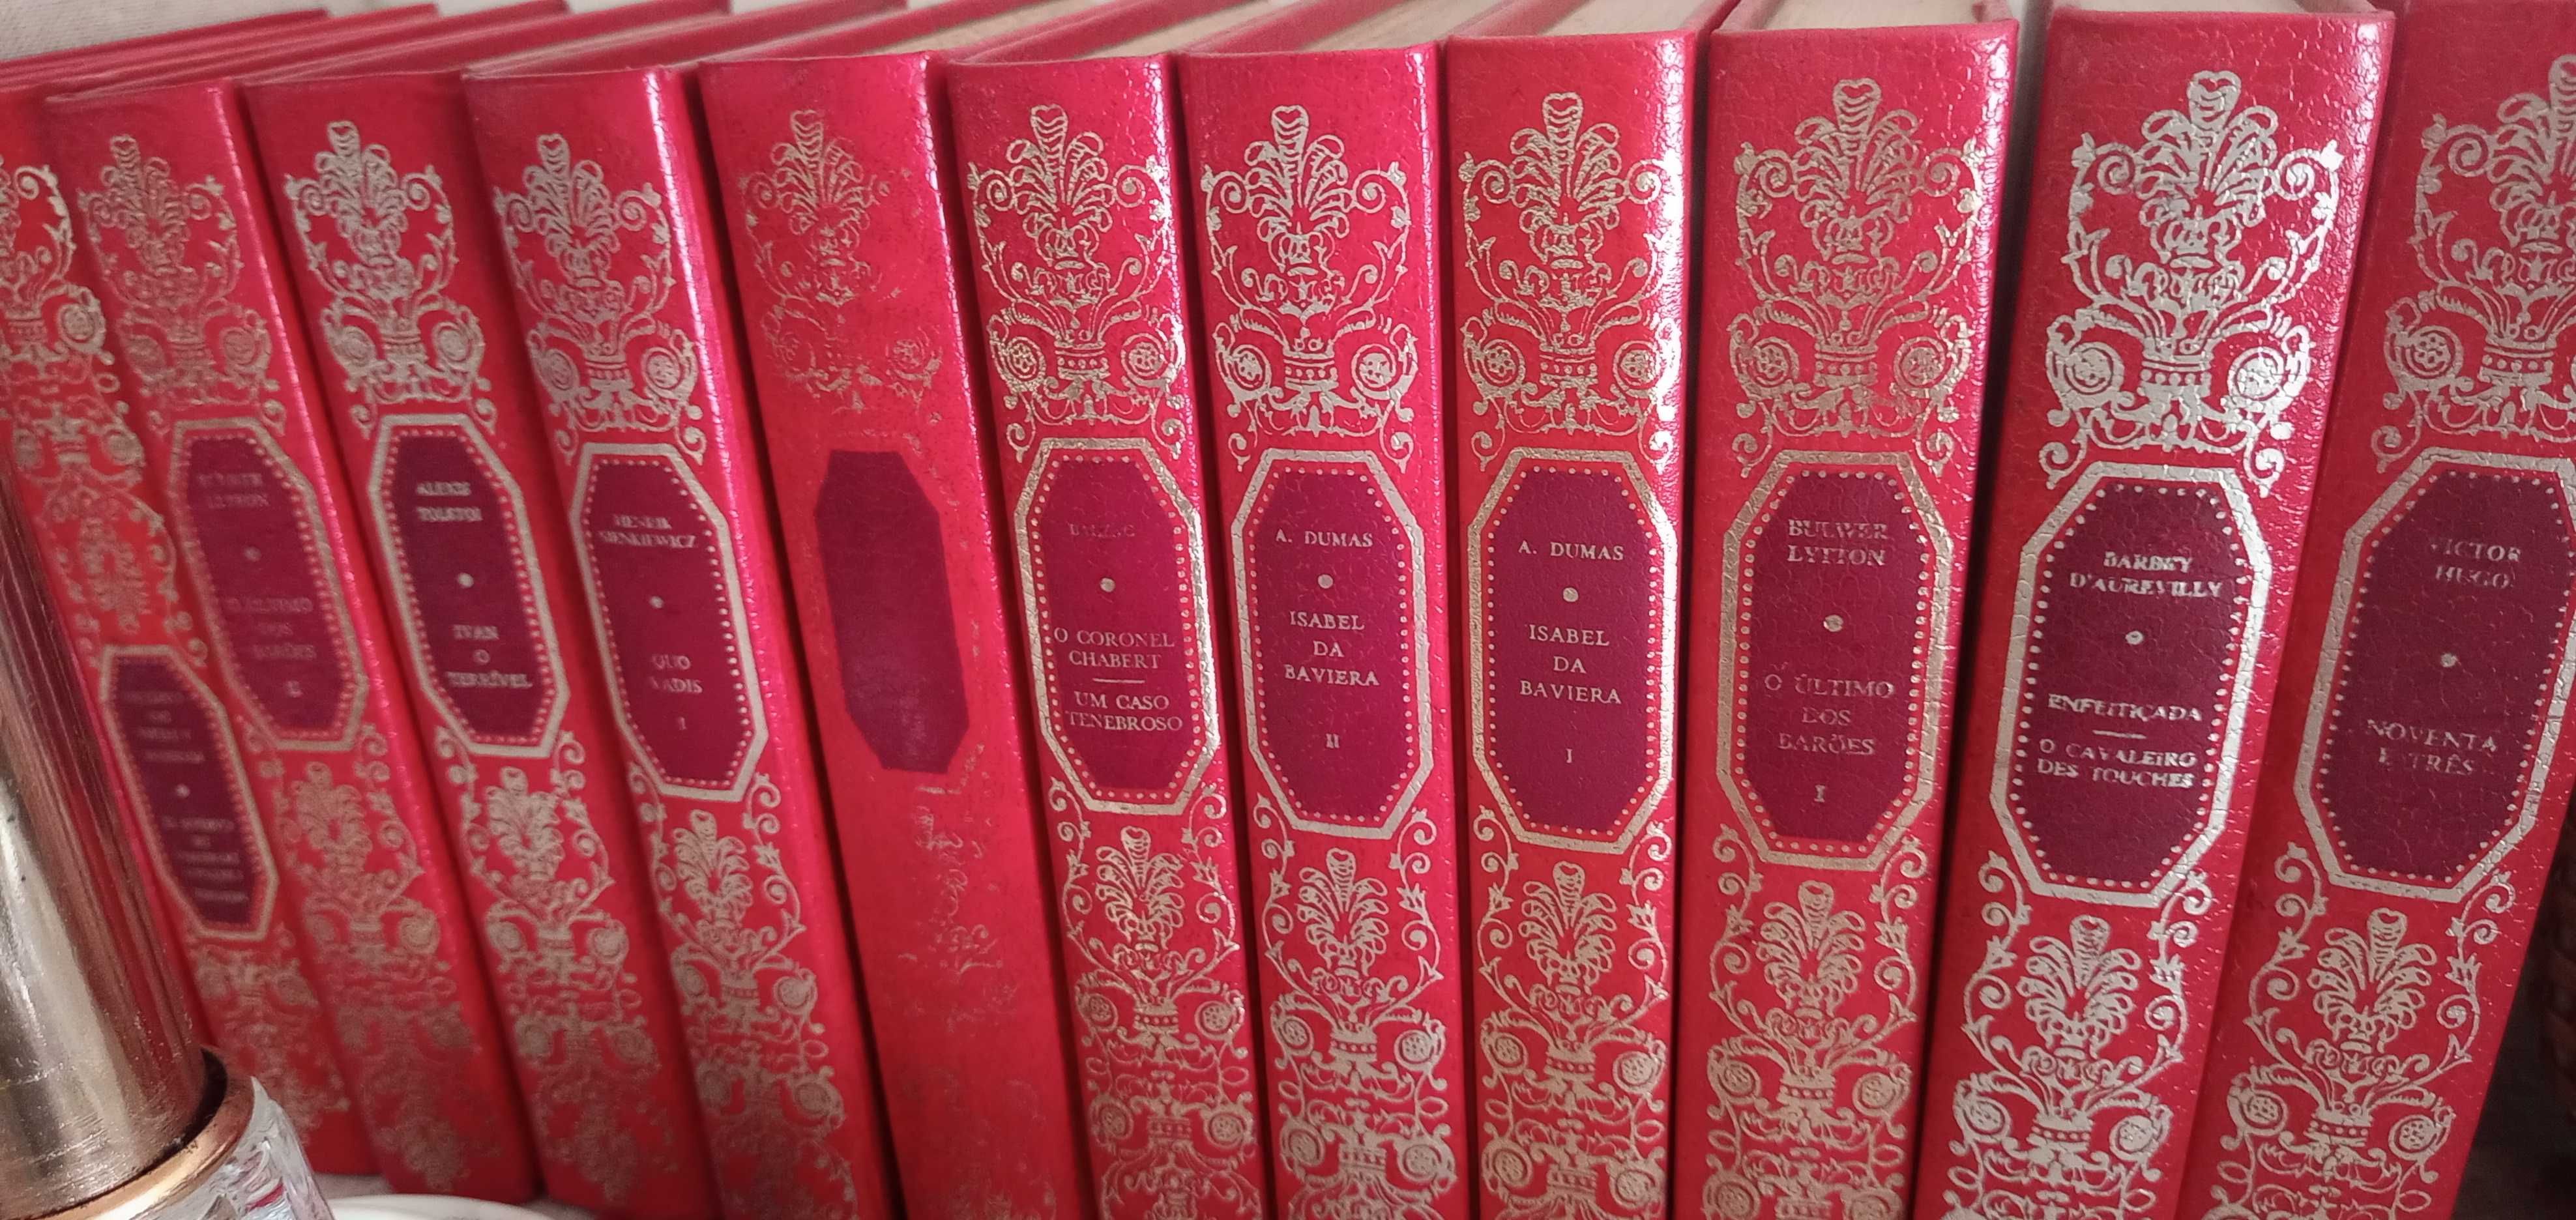 BULWER
LYTTON
O ÚLTIMO
DOS
BARÕES
II
ALEXIS
TOLSTOI
IVAN
O
TERRÍVEL
HENRIK
SIENKIEWICZ
QUO
VADIS
I
BALZAC
O CORONEL
CHABERT
UM CASO
TENEBROSO
A. DUMAS
ISABEL
DA
BAVIERA
II
A. DUMAS
ISABEL
DA
BAVIERA
I
BULWER
LYTTON
O ÚLTIMO
DOS
BARÕES
I
BARBEY
D'AUREVILLY
ENFEITIÇADA
O CAVALEIRO
DES TOUCHES
VICTOR
HUGO
NOVENTA
E TRÊS